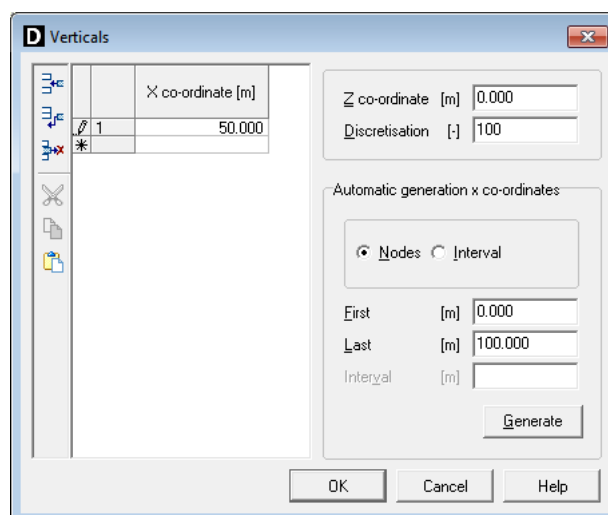 D Verticals
X co-ordinate [m]
1 50.000
Z co-ordinate [m] 0.000
Discretisation [-] 100
Automatic generation x co-ordinates
Nodes Interval
First [m] 0.000
Last [m] 100.000
Interval [m]
Generate
OK Cancel Help